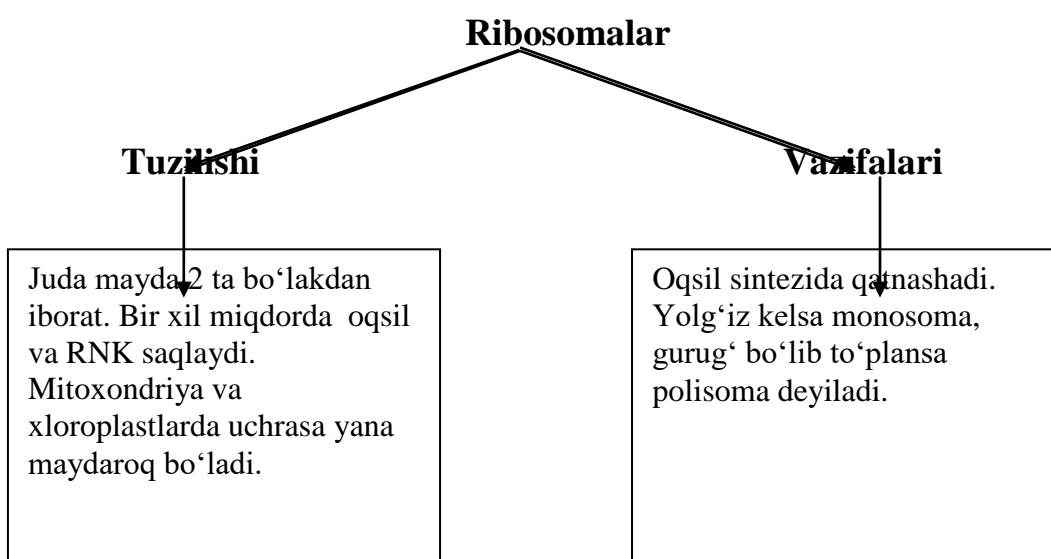 Ribosomalar
Tuzilishi
Vazifalari
Juda mayda 2 ta bo‘lakdan
iborat. Bir xil miqdorda oqsil
va RNK saqlaydi.
Mitoxondriya va
xloroplastlarda uchrasa yana
maydaroq bo‘ladi.
Oqsil sintezida qatnashadi.
Yolg‘iz kelsa monosoma,
gurug‘ bo‘lib to‘plansa
polisoma deyiladi.